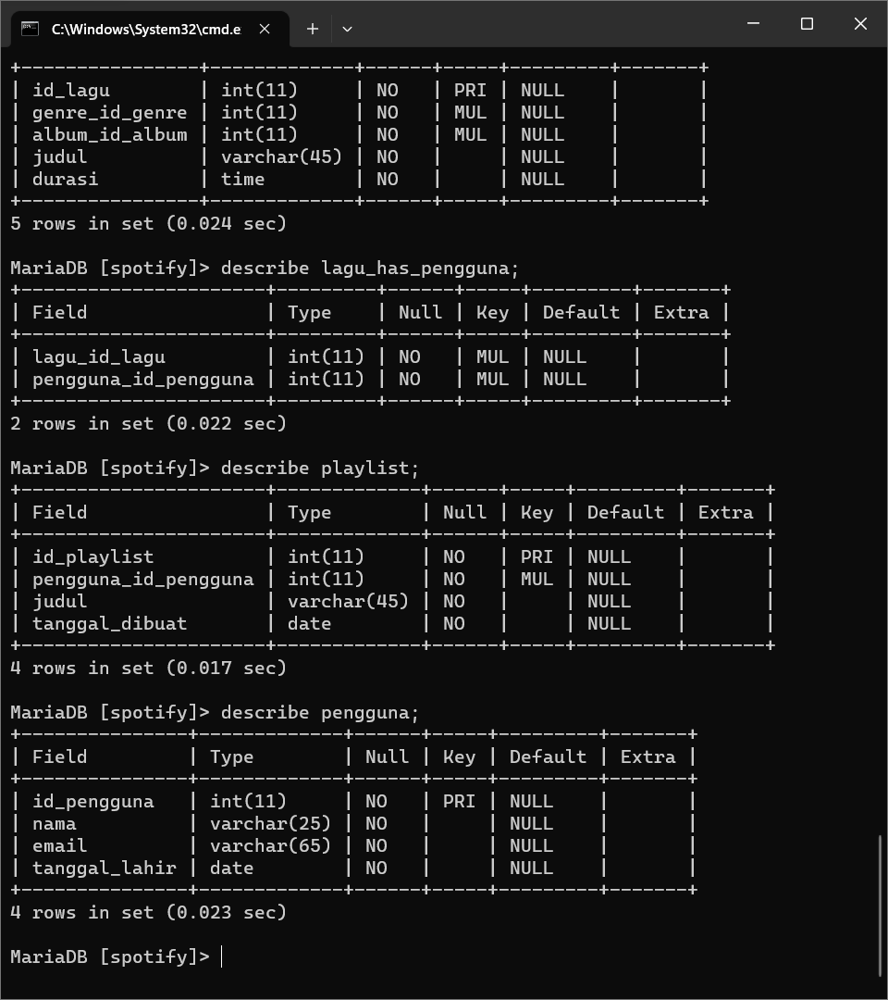 C:\Windows\System32\cmd.e
+----------------+-------------+------+-----+---------+-------+
| id_lagu        | int(11)     | NO   | PRI | NULL    |       |
| genre_id_genre | int(11)     | NO   | MUL | NULL    |       |
| album_id_album | int(11)     | NO   | MUL | NULL    |       |
| judul          | varchar(45) | NO   |     | NULL    |       |
| durasi         | time        | NO   |     | NULL    |       |
+----------------+-------------+------+-----+---------+-------+
5 rows in set (0.024 sec)

MariaDB [spotify]> describe lagu_has_pengguna;
+----------------------+---------+------+-----+---------+-------+
| Field                | Type    | Null | Key | Default | Extra |
+----------------------+---------+------+-----+---------+-------+
| lagu_id_lagu         | int(11) | NO   | MUL | NULL    |       |
| pengguna_id_pengguna | int(11) | NO   | MUL | NULL    |       |
+----------------------+---------+------+-----+---------+-------+
2 rows in set (0.022 sec)

MariaDB [spotify]> describe playlist;
+----------------------+-------------+------+-----+---------+-------+
| Field                | Type        | Null | Key | Default | Extra |
+----------------------+-------------+------+-----+---------+-------+
| id_playlist          | int(11)     | NO   | PRI | NULL    |       |
| pengguna_id_pengguna | int(11)     | NO   | MUL | NULL    |       |
| judul                | varchar(45) | NO   |     | NULL    |       |
| tanggal_dibuat       | date        | NO   |     | NULL    |       |
+----------------------+-------------+------+-----+---------+-------+
4 rows in set (0.017 sec)

MariaDB [spotify]> describe pengguna;
+---------------+-------------+------+-----+---------+-------+
| Field         | Type        | Null | Key | Default | Extra |
+---------------+-------------+------+-----+---------+-------+
| id_pengguna   | int(11)     | NO   | PRI | NULL    |       |
| nama          | varchar(25) | NO   |     | NULL    |       |
| email         | varchar(65) | NO   |     | NULL    |       |
| tanggal_lahir | date        | NO   |     | NULL    |       |
+---------------+-------------+------+-----+---------+-------+
4 rows in set (0.023 sec)

MariaDB [spotify]>